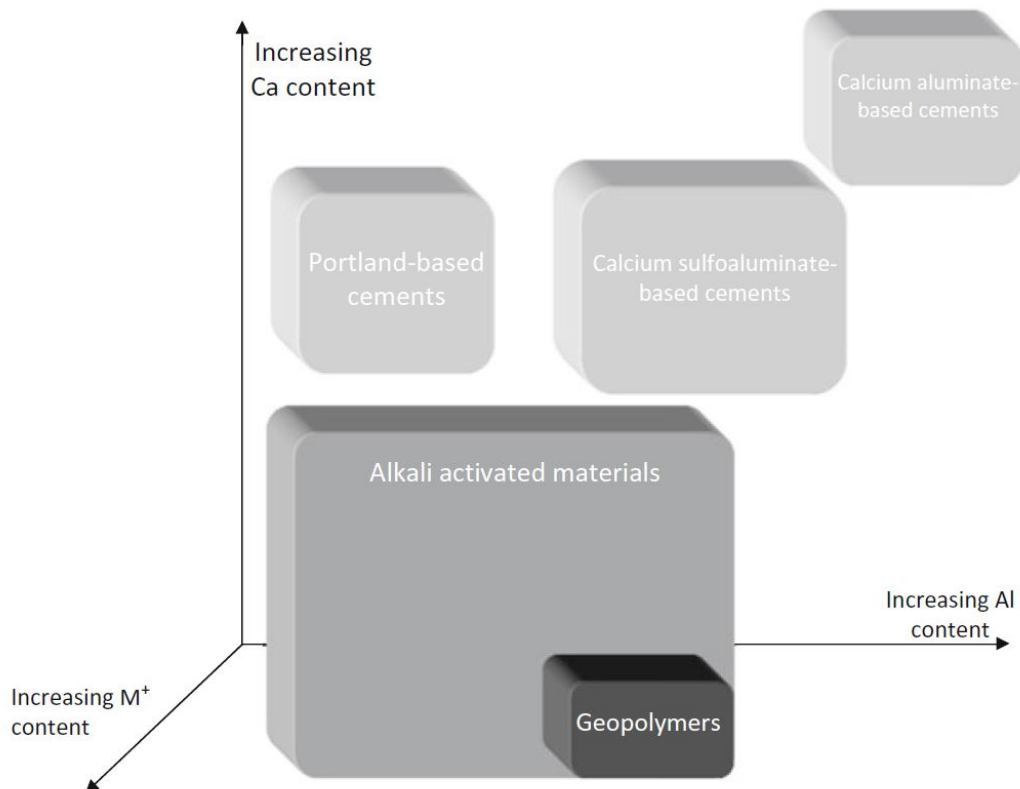 Increasing
Ca content
Calcium aluminate-
based cements
Portland-based
cements
Calcium sulfoaluminate-
based cements
Alkali activated materials
Increasing Al
content
Increasing M⁺
content
Geopolymers